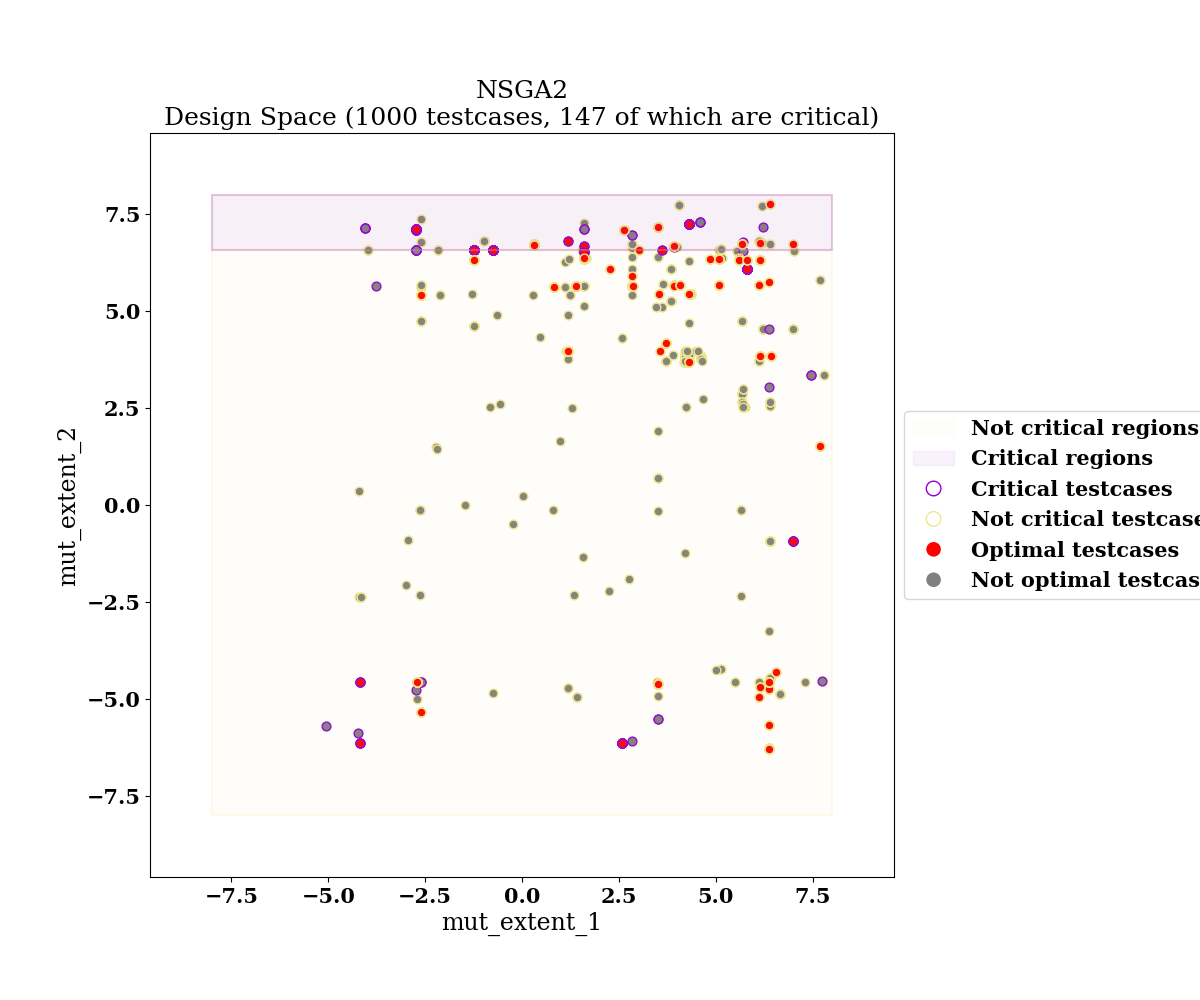 NSGA2
Design Space (1000 testcases, 147 of which are critical)
7.5
5.0
2.5
0.0
−2.5
−5.0
−7.5
mut_extent_2
−7.5 −5.0 −2.5 0.0 2.5 5.0 7.5
mut_extent_1
Not critical regions
Critical regions
Critical testcases
Not critical testcase
Optimal testcases
Not optimal testcas